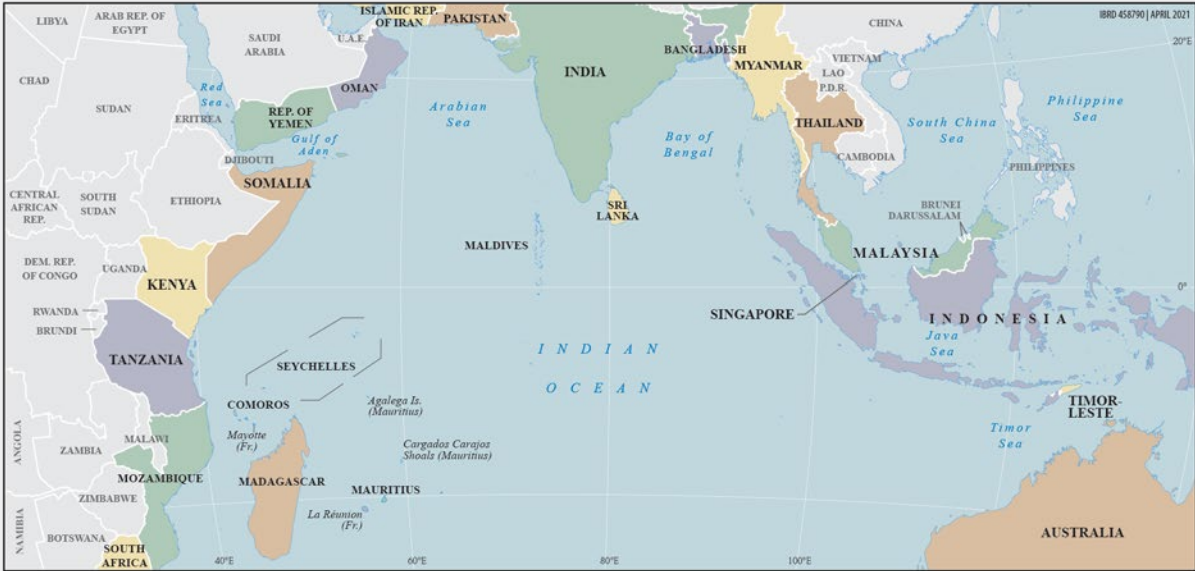 ISLAMIC REP.
OF IRAN
PAKISTAN
IBRD 458790 | APRIL 2021
LIBYA
ARAB REP. OF
EGYPT
SAUDI
ARABIA
U.A.E.
BANGLADESH
CHINA
20°E
CHAD
SUDAN
Red
Sea
ERITREA
REP. OF
YEMEN
OMAN
Arabian
Sea
INDIA
MYANMAR
VIETNAM
LAO
P.D.R.
THAILAND
Philippine
Sea
Gulf of
Aden
Bay of
Bengal
South China
Sea
DJIBOUTI
SOMALIA
CAMBODIA
PHILIPPINES
CENTRAL
AFRICAN
REP.
SOUTH
SUDAN
ETHIOPIA
SRI
LANKA
BRUNEI
DARUSSALAM
MALDIVES
MALAYSIA
DEM. REP.
OF CONGO
UGANDA
KENYA
0°
RWANDA
BRUNDI
SINGAPORE
INDONESIA
Java
Sea
TANZANIA
INDIAN
OCEAN
SEYCHELLES
COMOROS
Agalega Is.
(Mauritius)
TIMOR-
LESTE
Timor
Sea
ANGOLA
ZAMBIA
MALAWI
Mayotte
(Fr.)
Cargados Carajos
Shoals (Mauritius)
MOZAMBIQUE
MADAGASCAR
MAURITIUS
ZIMBABWE
La Réunion
(Fr.)
NAMIBIA
BOTSWANA
SOUTH
AFRICA
AUSTRALIA
40°E
60°E
80°E
100°E